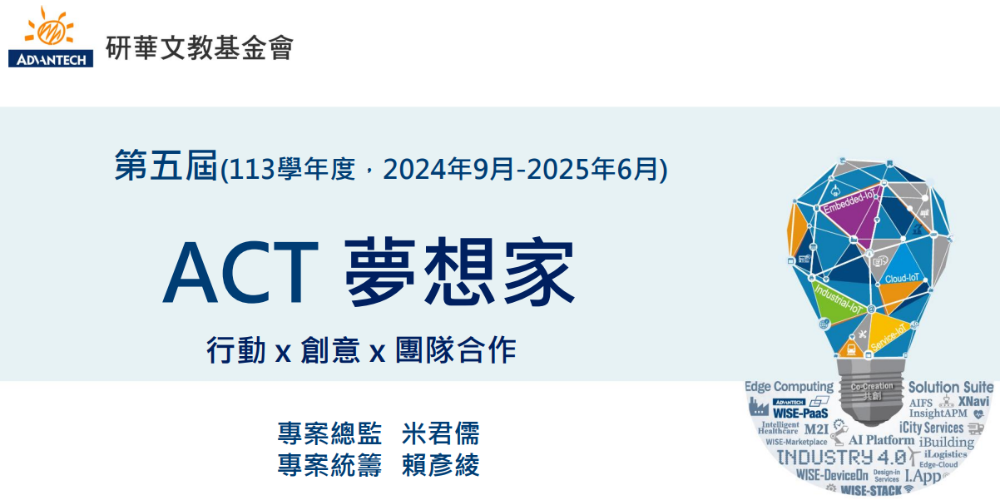 ADVANTECH 研華文教基金會
第五屆(113學年度，2024年9月-2025年6月)
ACT 夢想家
行動 x 創意 x 團隊合作
專案總監 米君儒
專案統籌 賴彥綾
Embedded-IoT
Cloud-IoT
Industrial-IoT
Service-IoT
Co-Creation
共創
Edge Computing
Solution Suite
ADVANTECH
WISE-PaaS
AIFS
XNavi
InsightAPM
Intelligent
Healthcare
M2I
iCity Services
WISE-Marketplace
AI Platform
iBuilding
INDUSTRY 4.0
iLogistics
Edge-Cloud
WISE-DeviceOn
Design-in
Services
I.App
WISE-STACK